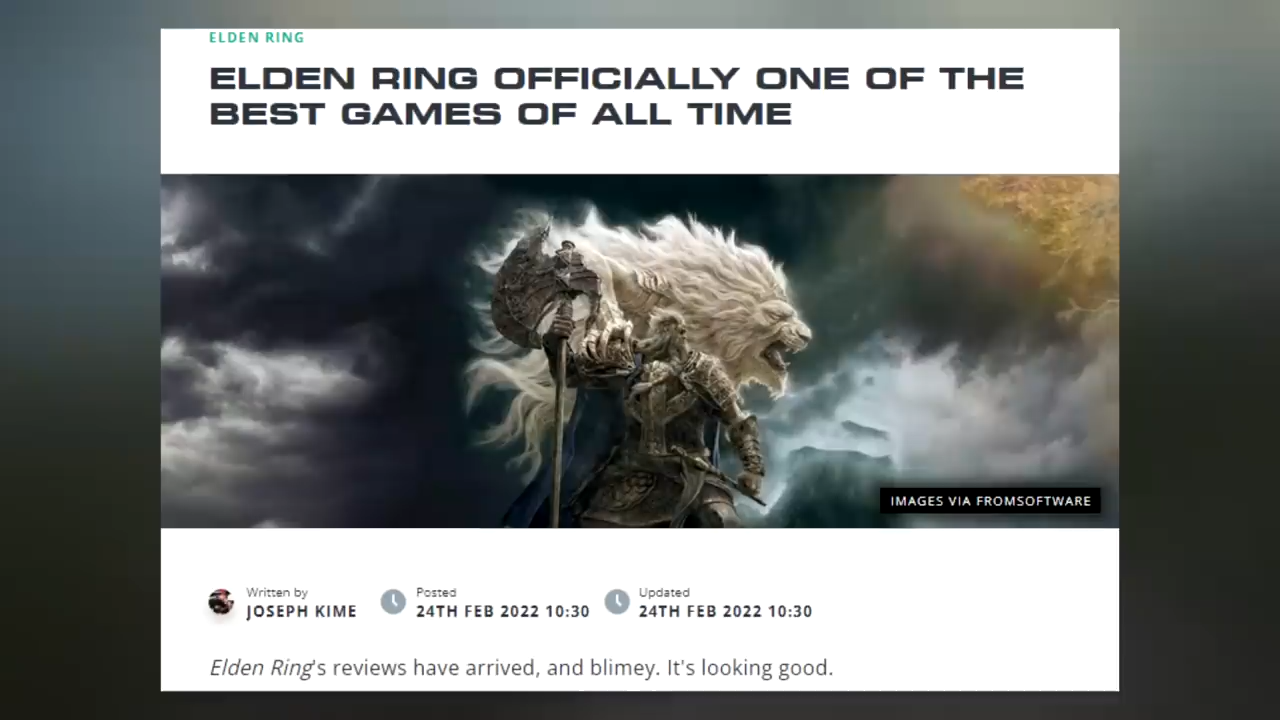 ELDEN RING
ELDEN RING OFFICIALLY ONE OF THE
BEST GAMES OF ALL TIME
IMAGES VIA FROMSOFTWARE
Written by
JOSEPH KIME
Posted
24TH FEB 2022 10:30
Updated
24TH FEB 2022 10:30
Elden Ring's reviews have arrived, and blimey. It's looking good.